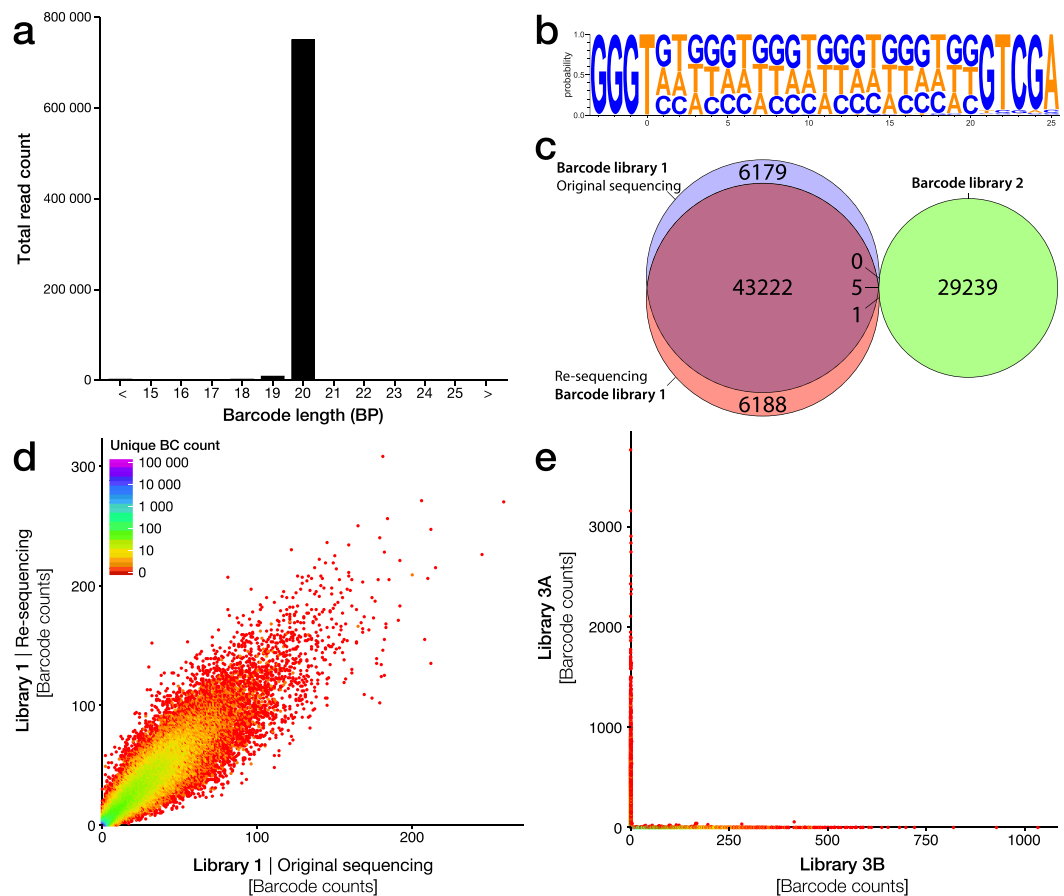 a
800 000
600 000
400 000
200 000
0
Total read count
< 15 16 17 18 19 20 21 22 23 24 25 >
Barcode length (BP)
b
1.0
0.5
0.0
probability
0 5 10 15 20 25
c
Barcode library 1
Original sequencing
6179
Barcode library 2
43222
0
5
1
29239
Re-sequencing
Barcode library 1
6188
d
Unique BC count
100 000
10 000
1 000
100
10
0
300
200
100
0
Library 1 | Re-sequencing
[Barcode counts]
0 100 200
Library 1 | Original sequencing
[Barcode counts]
e
3000
2000
1000
0
Library 3A
[Barcode counts]
0 250 500 750 1000
Library 3B
[Barcode counts]